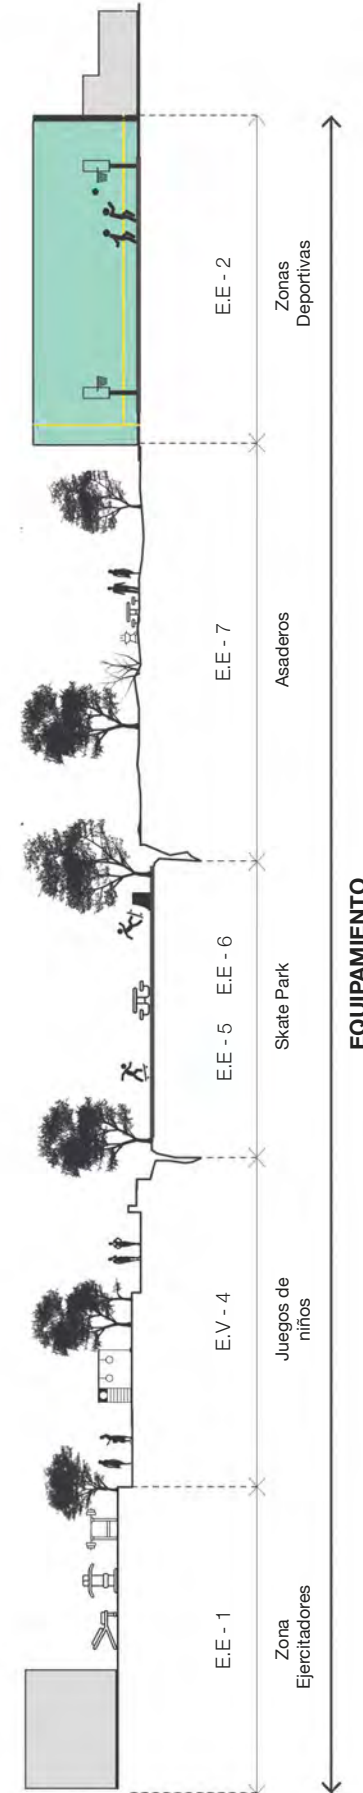 E.E - 1
E.V - 4
E.E - 5
E.E - 6
E.E - 7
E.E - 2
Zona
Ejercitadores
Juegos de
niños
Skate Park
Asaderos
Zonas
Deportivas
EQUIPAMIENTO